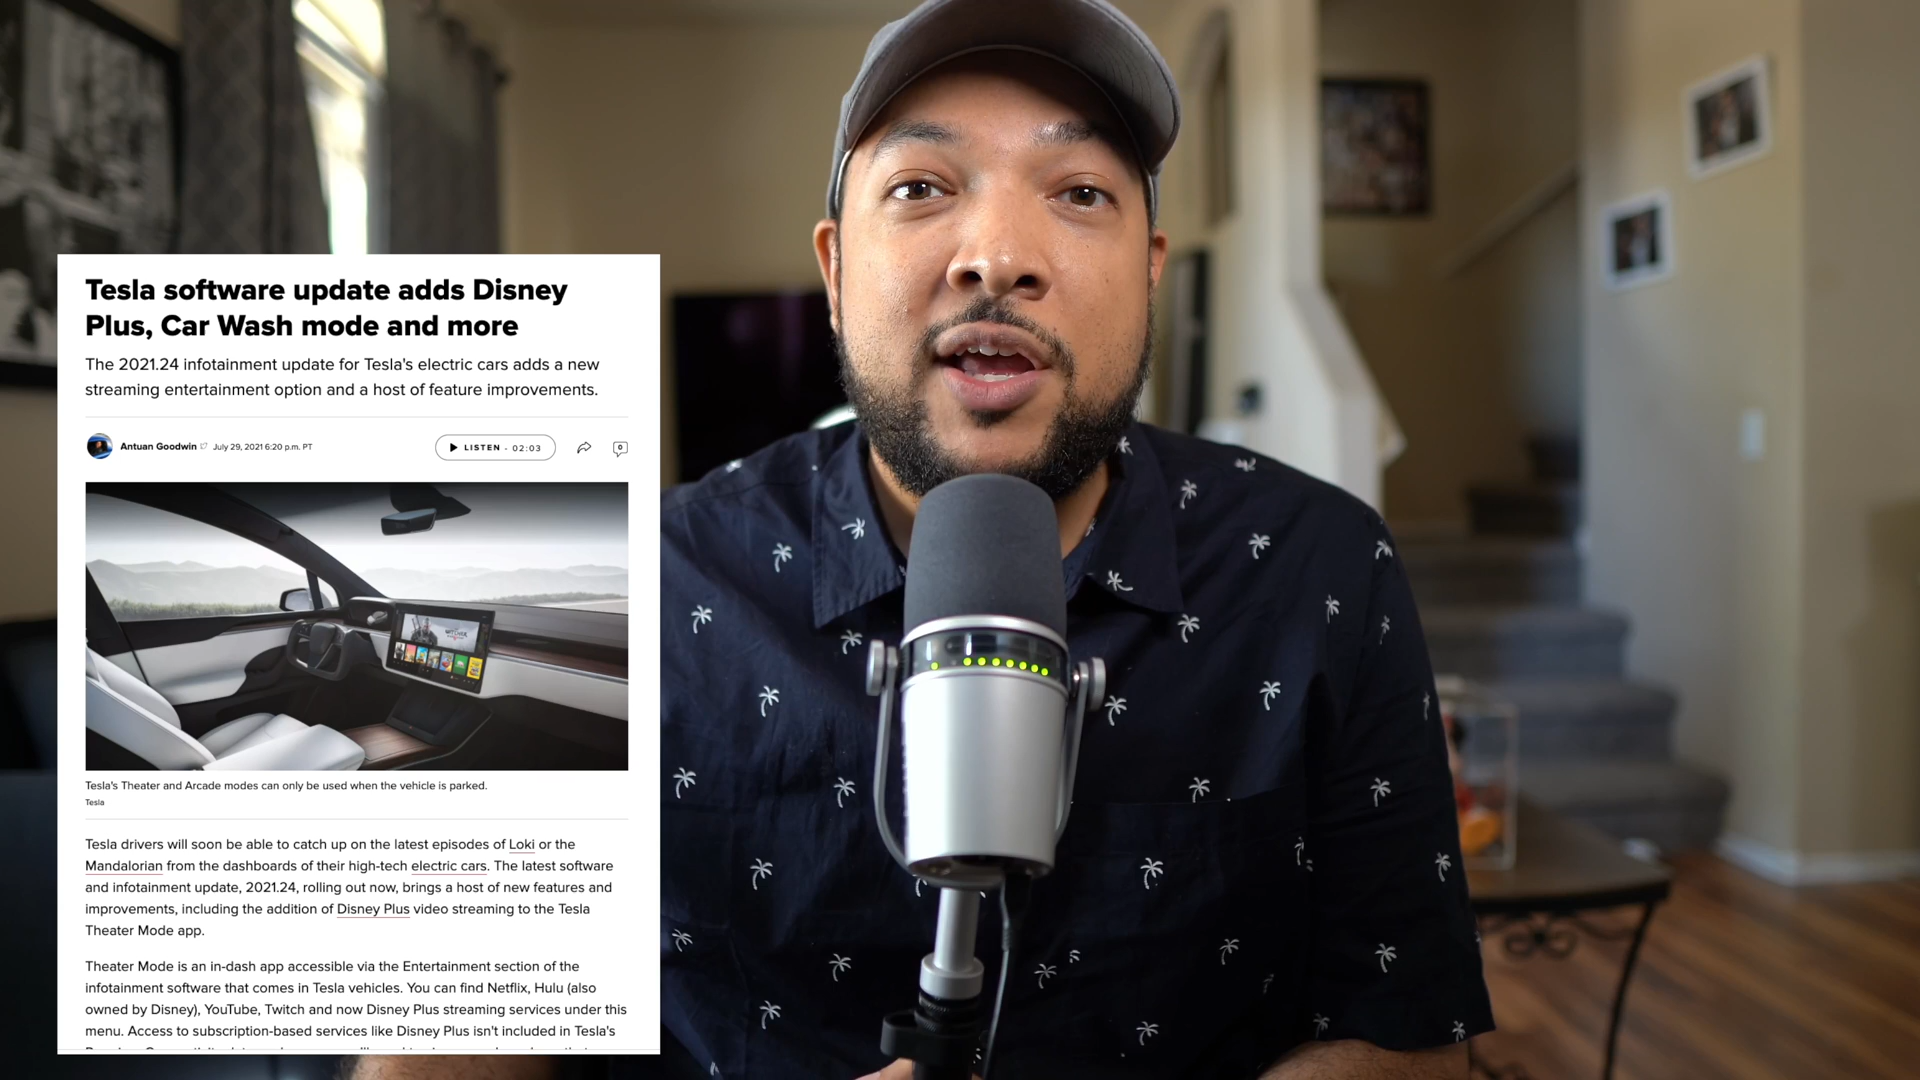 Tesla software update adds Disney
Plus, Car Wash mode and more
The 2021.24 infotainment update for Tesla's electric cars adds a new
streaming entertainment option and a host of feature improvements.
Antuan Goodwin July 29, 2021 6:20 p.m. PT
LISTEN - 02:03
0
WITCHER
Tesla's Theater and Arcade modes can only be used when the vehicle is parked.
Tesla
Tesla drivers will soon be able to catch up on the latest episodes of Loki or the
Mandalorian from the dashboards of their high-tech electric cars. The latest software
and infotainment update, 2021.24, rolling out now, brings a host of new features and
improvements, including the addition of Disney Plus video streaming to the Tesla
Theater Mode app.
Theater Mode is an in-dash app accessible via the Entertainment section of the
infotainment software that comes in Tesla vehicles. You can find Netflix, Hulu (also
owned by Disney), YouTube, Twitch and now Disney Plus streaming services under this
menu. Access to subscription-based services like Disney Plus isn't included in Tesla's